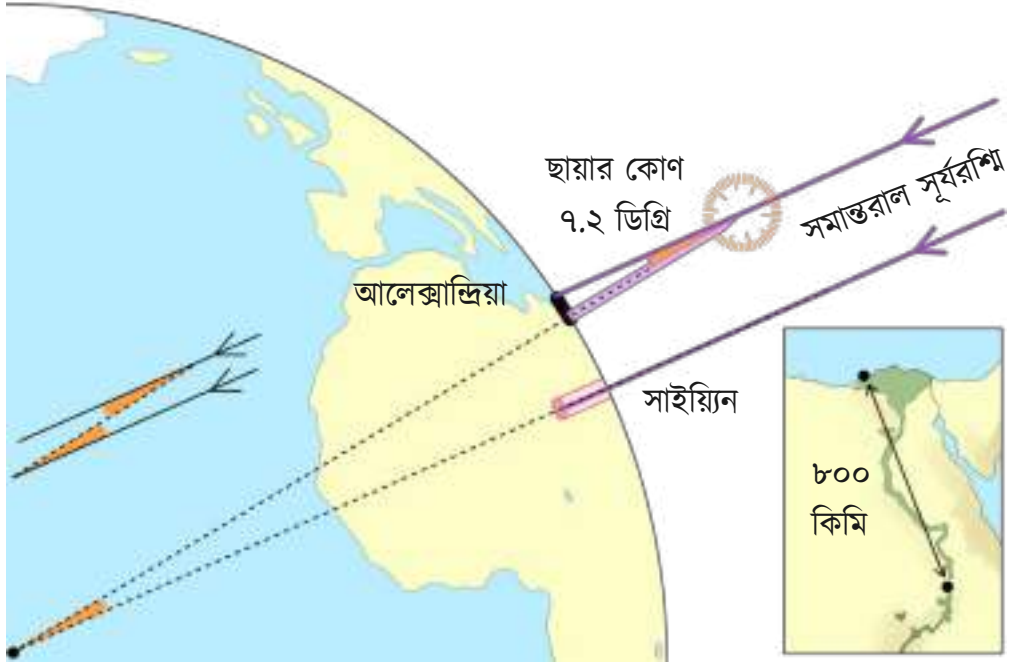 ছায়ার কোণ
৭.২ ডিগ্রি
সমান্তরাল সূর্যরশ্মি
আলেক্সান্দ্রিয়া
সাইয়্যিন
৮০০
কিমি